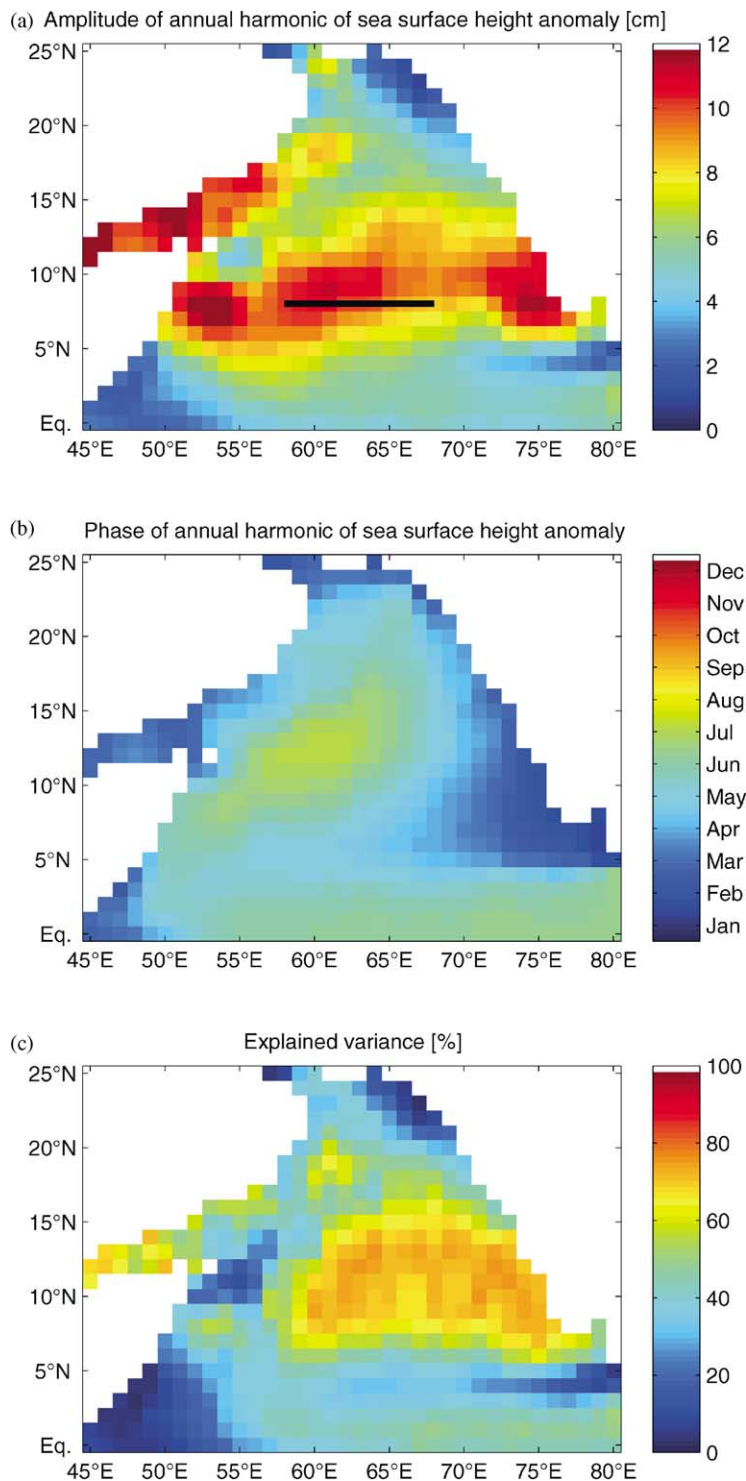 (a) Amplitude of annual harmonic of sea surface height anomaly [cm]
25°N
20°N
15°N
10°N
5°N
Eq.
45°E 50°E 55°E 60°E 65°E 70°E 75°E 80°E
12
10
8
6
4
2
0
(b) Phase of annual harmonic of sea surface height anomaly
25°N
20°N
15°N
10°N
5°N
Eq.
45°E 50°E 55°E 60°E 65°E 70°E 75°E 80°E
Dec
Nov
Oct
Sep
Aug
Jul
Jun
May
Apr
Mar
Feb
Jan
(c) Explained variance [%]
25°N
20°N
15°N
10°N
5°N
Eq.
45°E 50°E 55°E 60°E 65°E 70°E 75°E 80°E
100
80
60
40
20
0